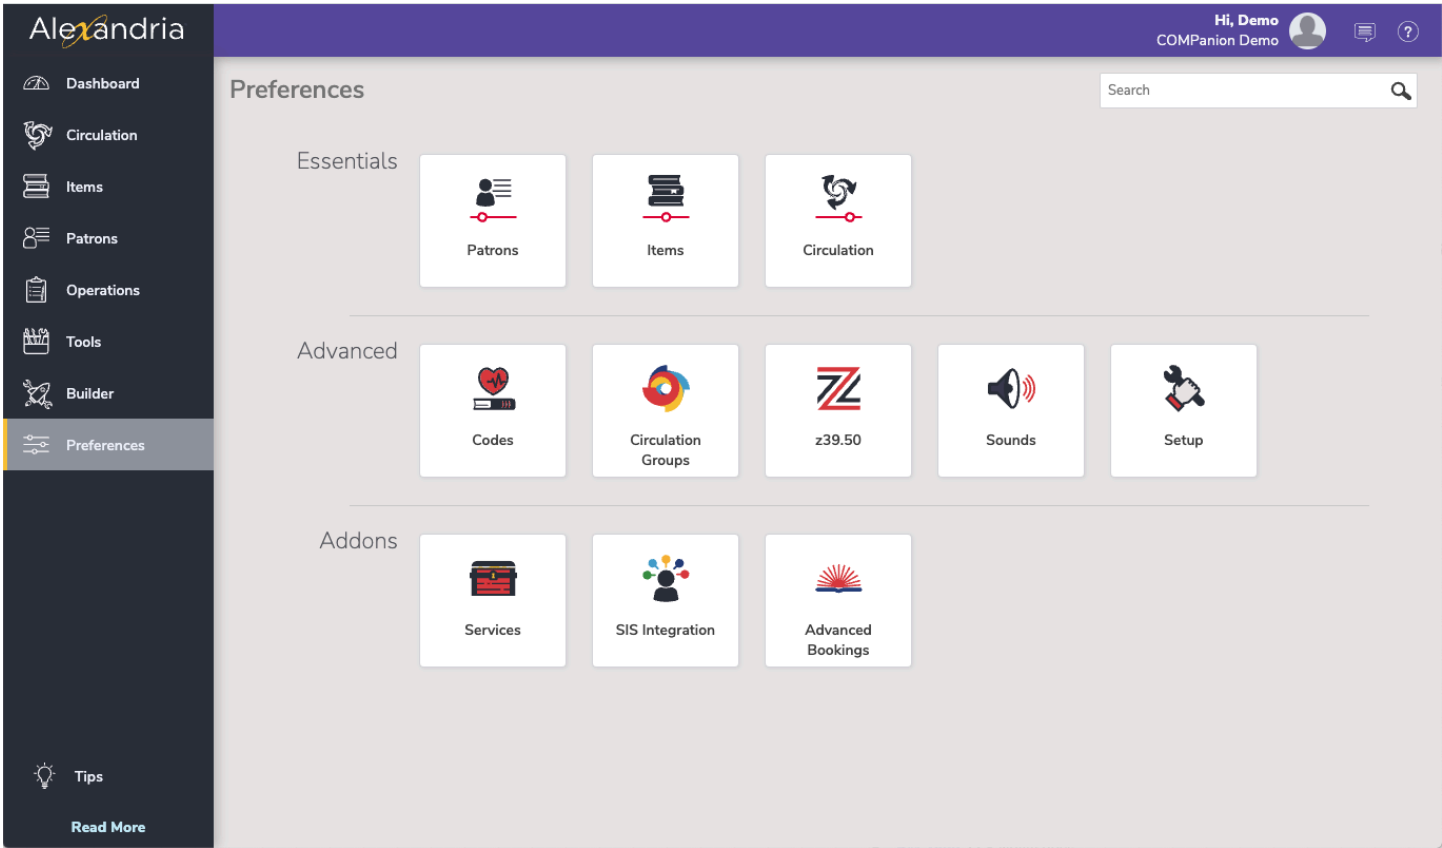 Alexandria
Hi, Demo
COMPanion Demo
?
Dashboard
Circulation
Items
Patrons
Operations
Tools
Builder
Preferences
Tips
Read More
Preferences
Search
Essentials
Patrons
Items
Circulation
Advanced
Codes
Circulation
Groups
z39.50
Sounds
Setup
Addons
Services
SIS Integration
Advanced
Bookings